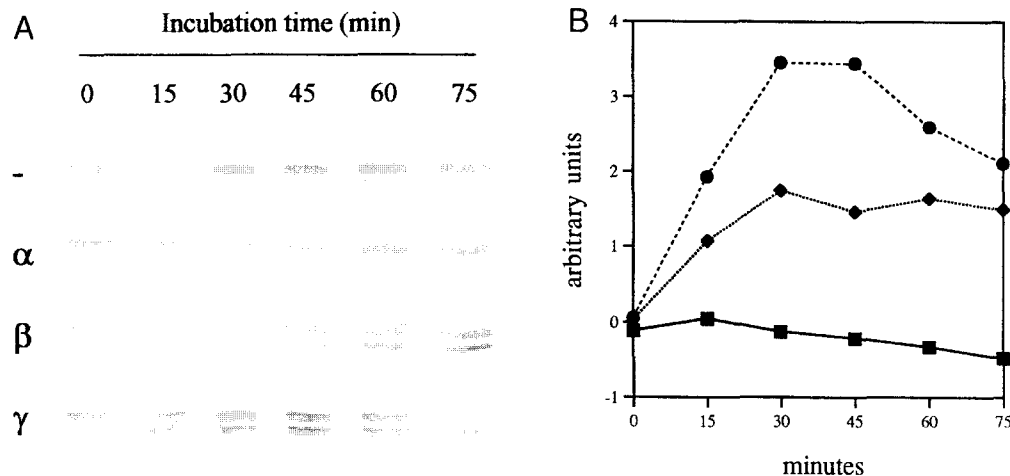 A
Incubation time (min)
0 15 30 45 60 75
-
α
β
γ
B
arbitrary units
4
3
2
1
0
-1
0 15 30 45 60 75
minutes